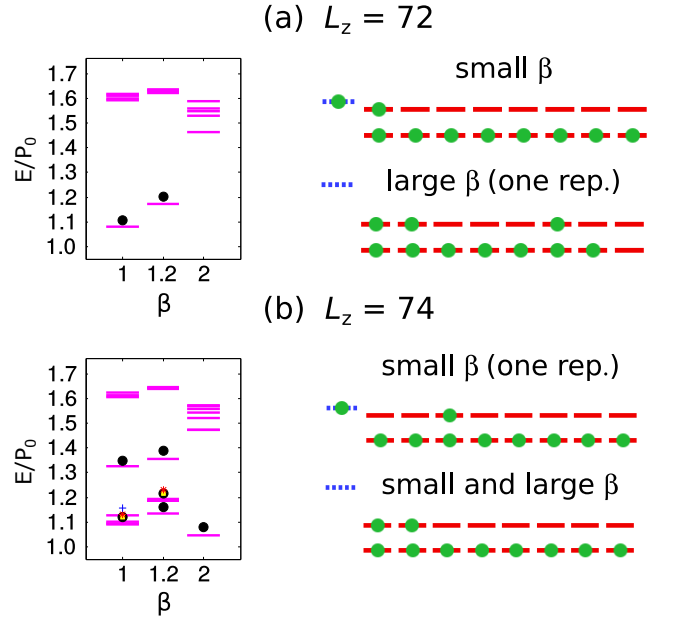 (a) Lz = 72
1.7
1.6
1.5
1.4
1.3
1.2
1.1
1.0
E/P0
1 1.2 2
β
small β
large β (one rep.)
(b) Lz = 74
1.7
1.6
1.5
1.4
1.3
1.2
1.1
1.0
E/P0
1 1.2 2
β
small β (one rep.)
small and large β